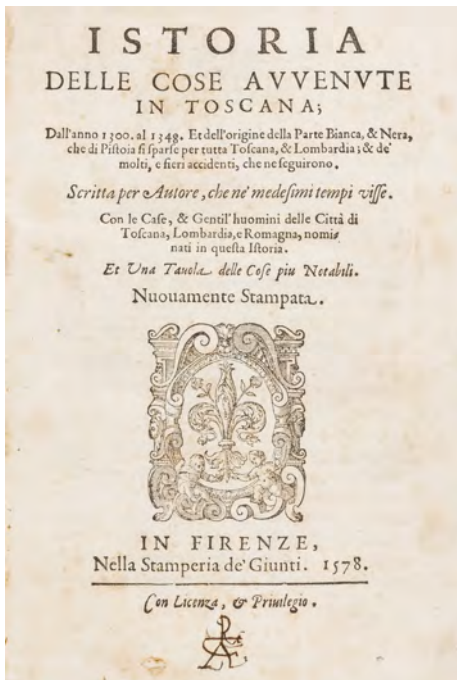 ISTORIA
DELLE COSE AVVENVTE
IN TOSCANA;
Dall'anno 1300. al 1348. Et dell'origine della Parte Bianca, & Nera,
che di Pistoia si sparse per tutta Toscana, & Lombardia; & de'
molti, e fieri accidenti, che ne seguirono.
Scritta per Autore, che ne' medesimi tempi visse.
Con le Case, & Gentil'huomini delle Città di
Toscana, Lombardia, e Romagna, nomi-
nati in questa Istoria.
Et Una Tauola delle Cose piu Notabili.
Nuouamente Stampata.
IN FIRENZE,
Nella Stamperia de' Giunti. 1578.
Con Licenza, & Priuilegio.